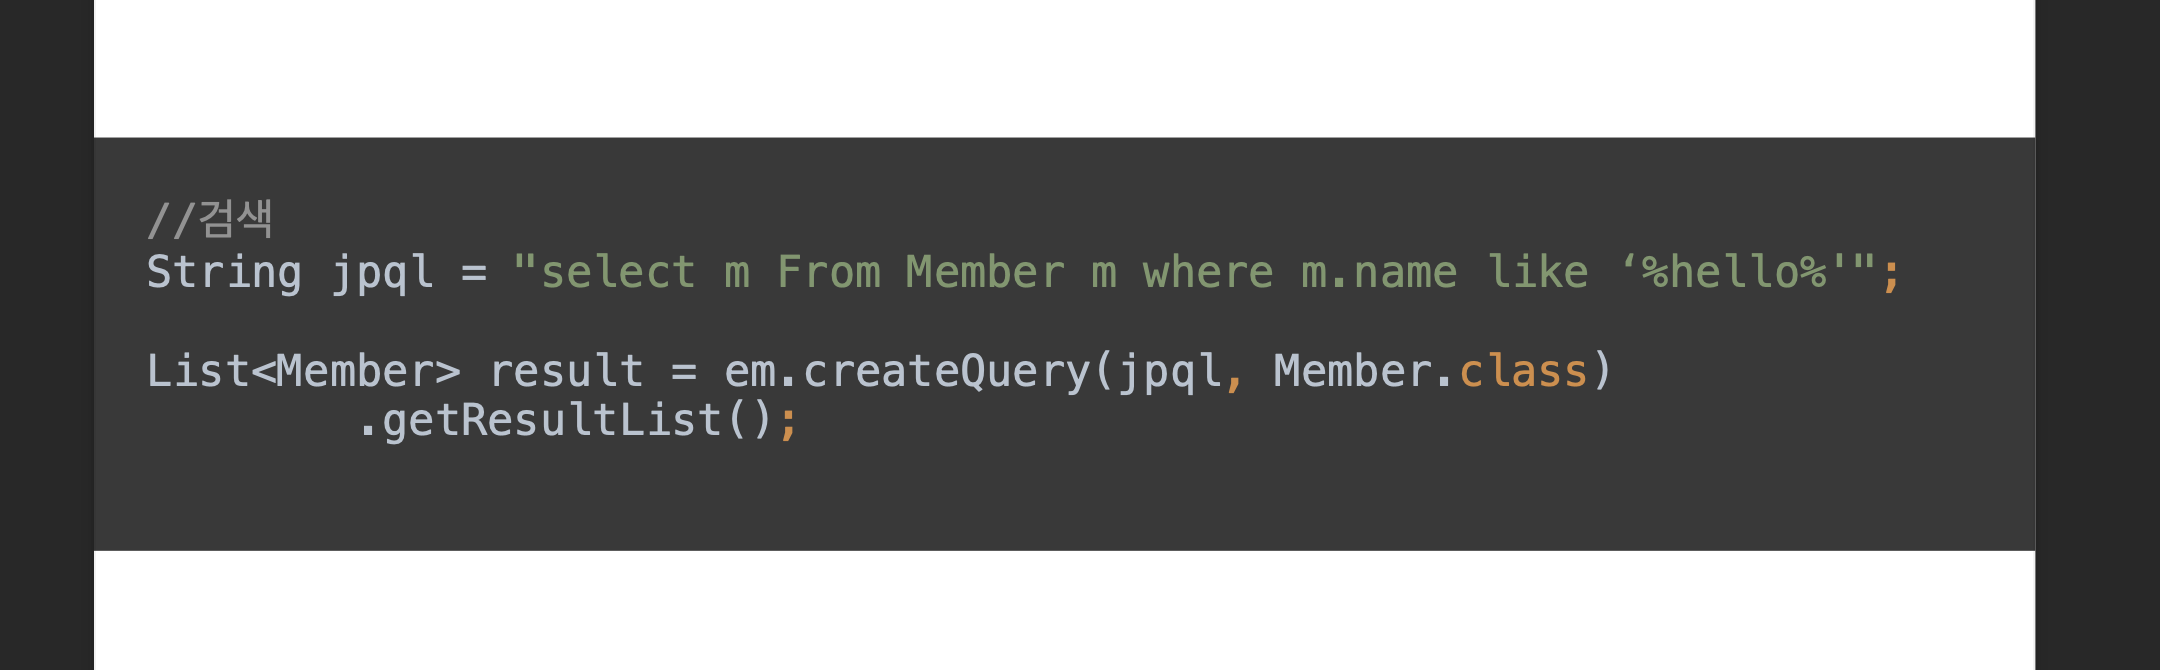 //검색
String jpql = "select m From Member m where m.name like ‘%hello%'";
List<Member> result = em.createQuery(jpql, Member.class)
.getResultList();